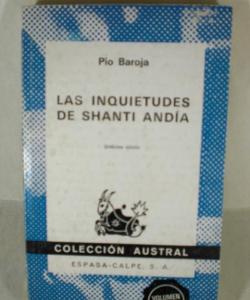 Pío Baroja
LAS INQUIETUDES
DE SHANTI ANDÍA
COLECCIÓN AUSTRAL
ESPASA-CALPE, S. A.
VOLUMEN